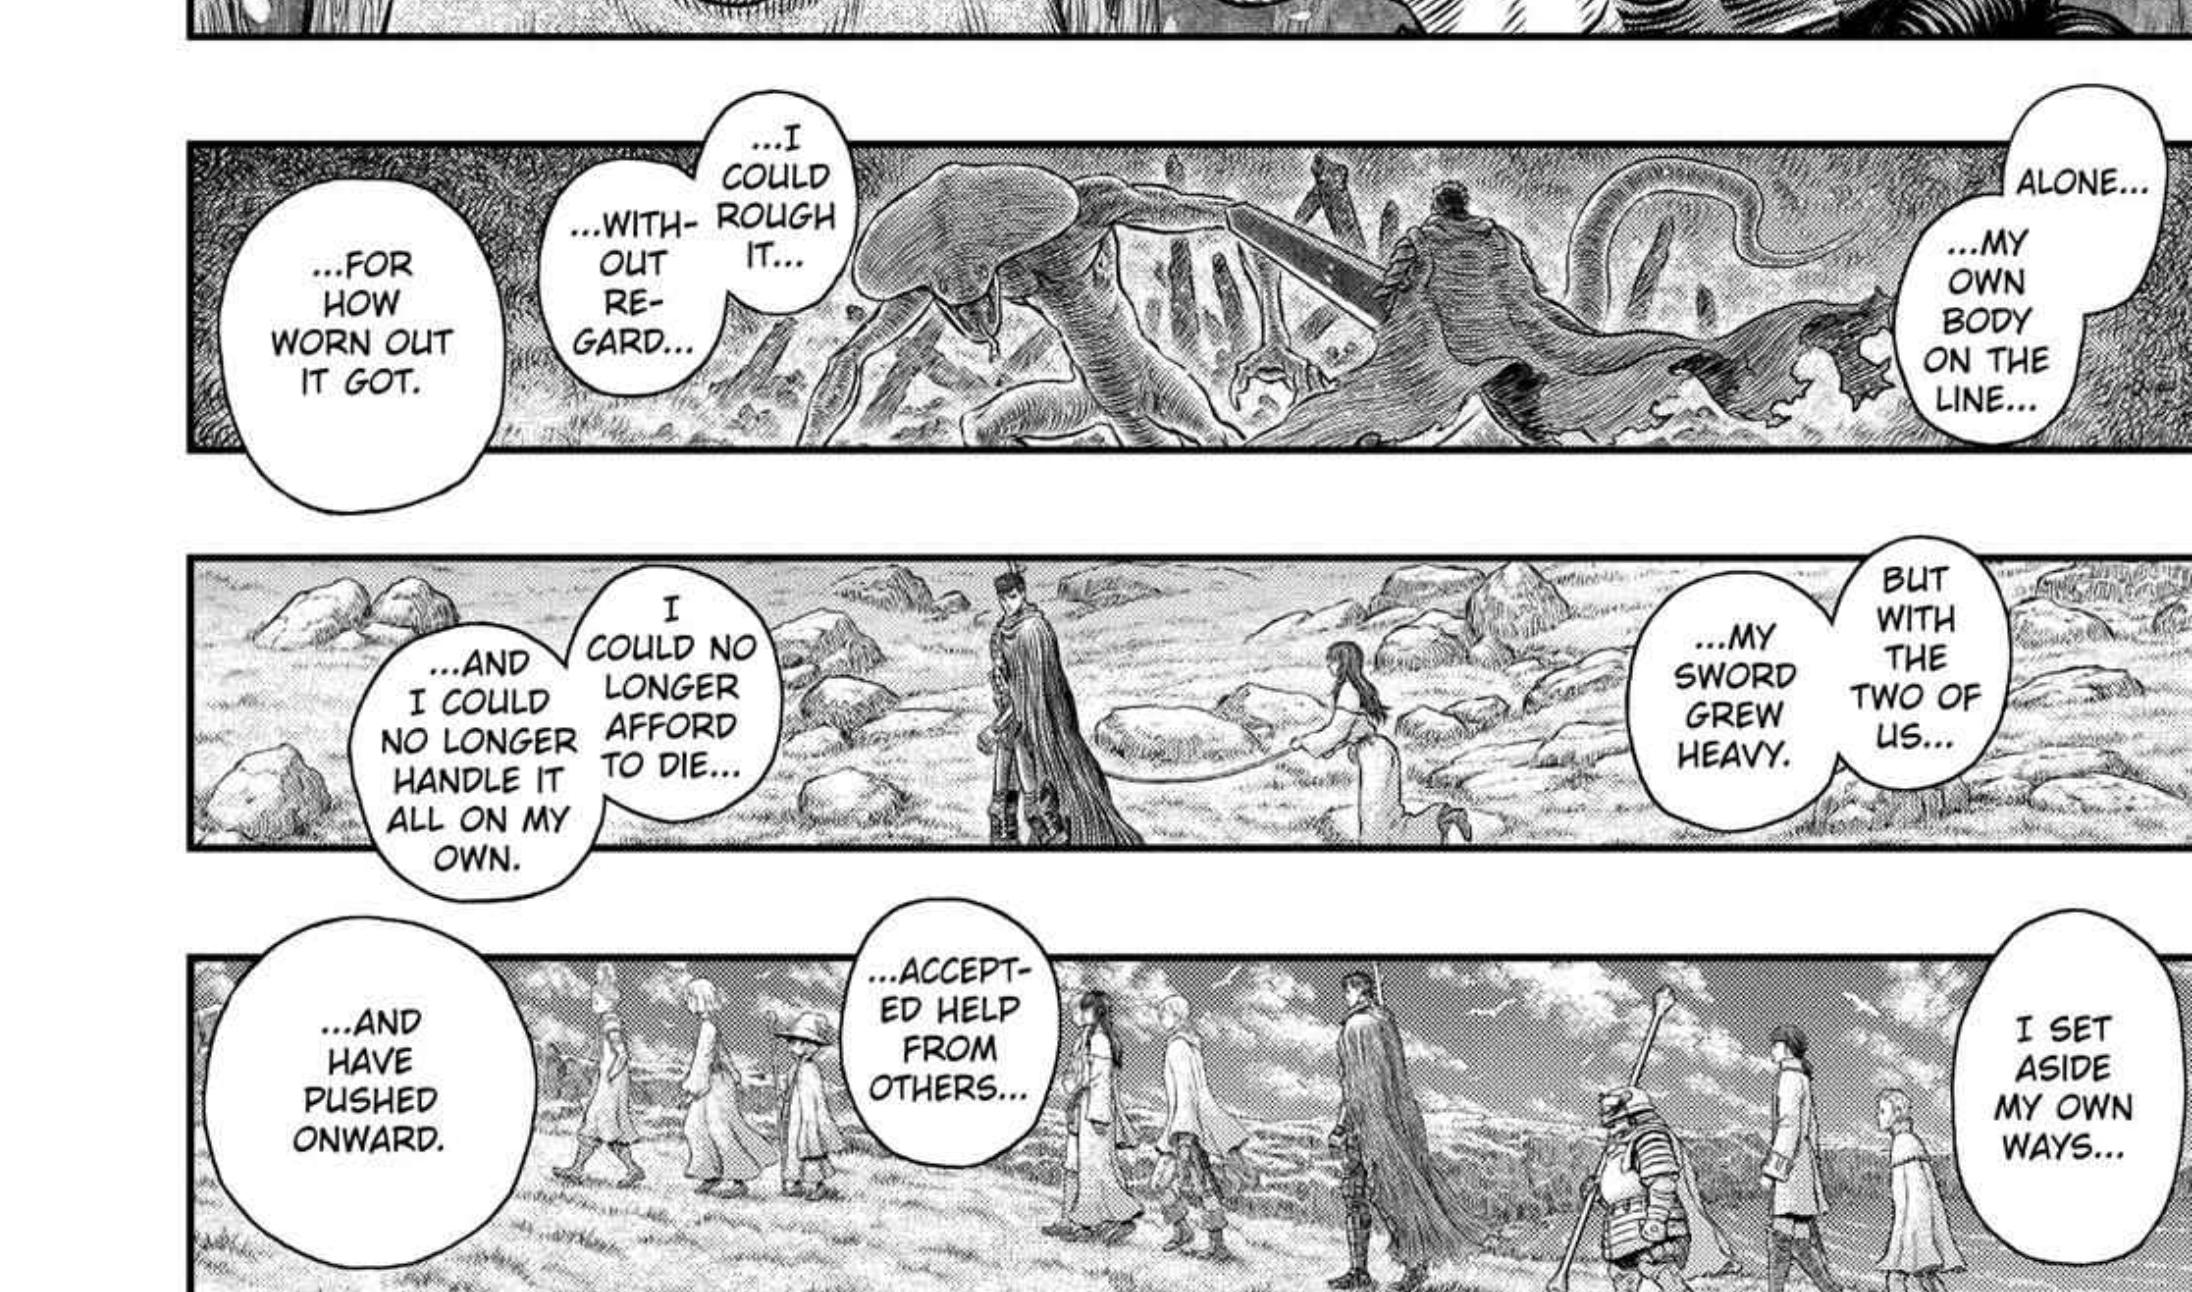 ALONE...
...MY
OWN
BODY
ON THE
LINE...
...I
COULD
ROUGH
IT...
...WITH-
OUT
RE-
GARD...
...FOR
HOW
WORN OUT
IT GOT.
BUT
WITH
THE
TWO OF
US...
...MY
SWORD
GREW
HEAVY.
I
COULD NO
LONGER
AFFORD
TO DIE...
...AND
I COULD
NO LONGER
HANDLE IT
ALL ON MY
OWN.
I SET
ASIDE
MY OWN
WAYS...
...ACCEPT-
ED HELP
FROM
OTHERS...
...AND
HAVE
PUSHED
ONWARD.